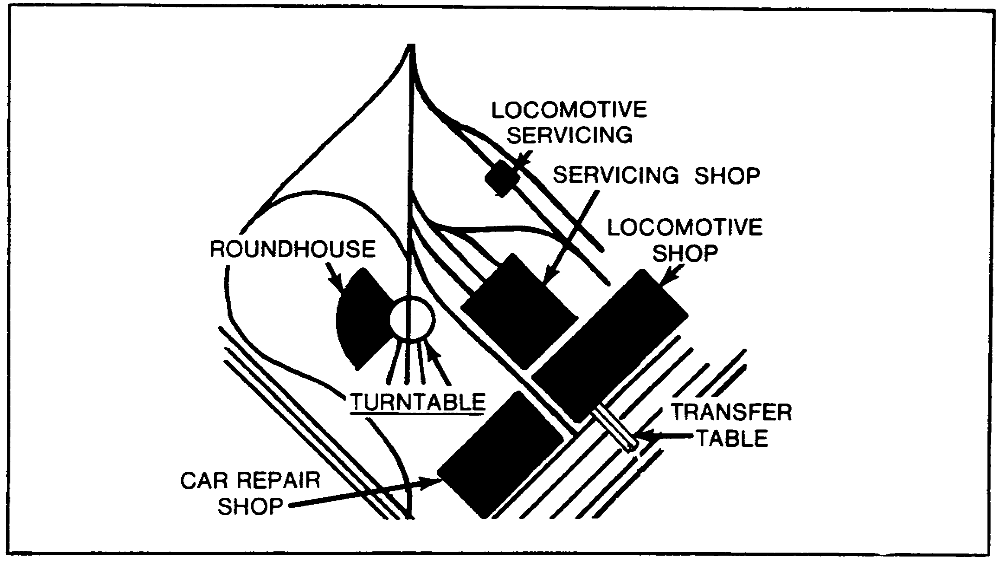 LOCOMOTIVE
SERVICING
SERVICING SHOP
LOCOMOTIVE
SHOP
ROUNDHOUSE
TURNTABLE
TRANSFER
TABLE
CAR REPAIR
SHOP